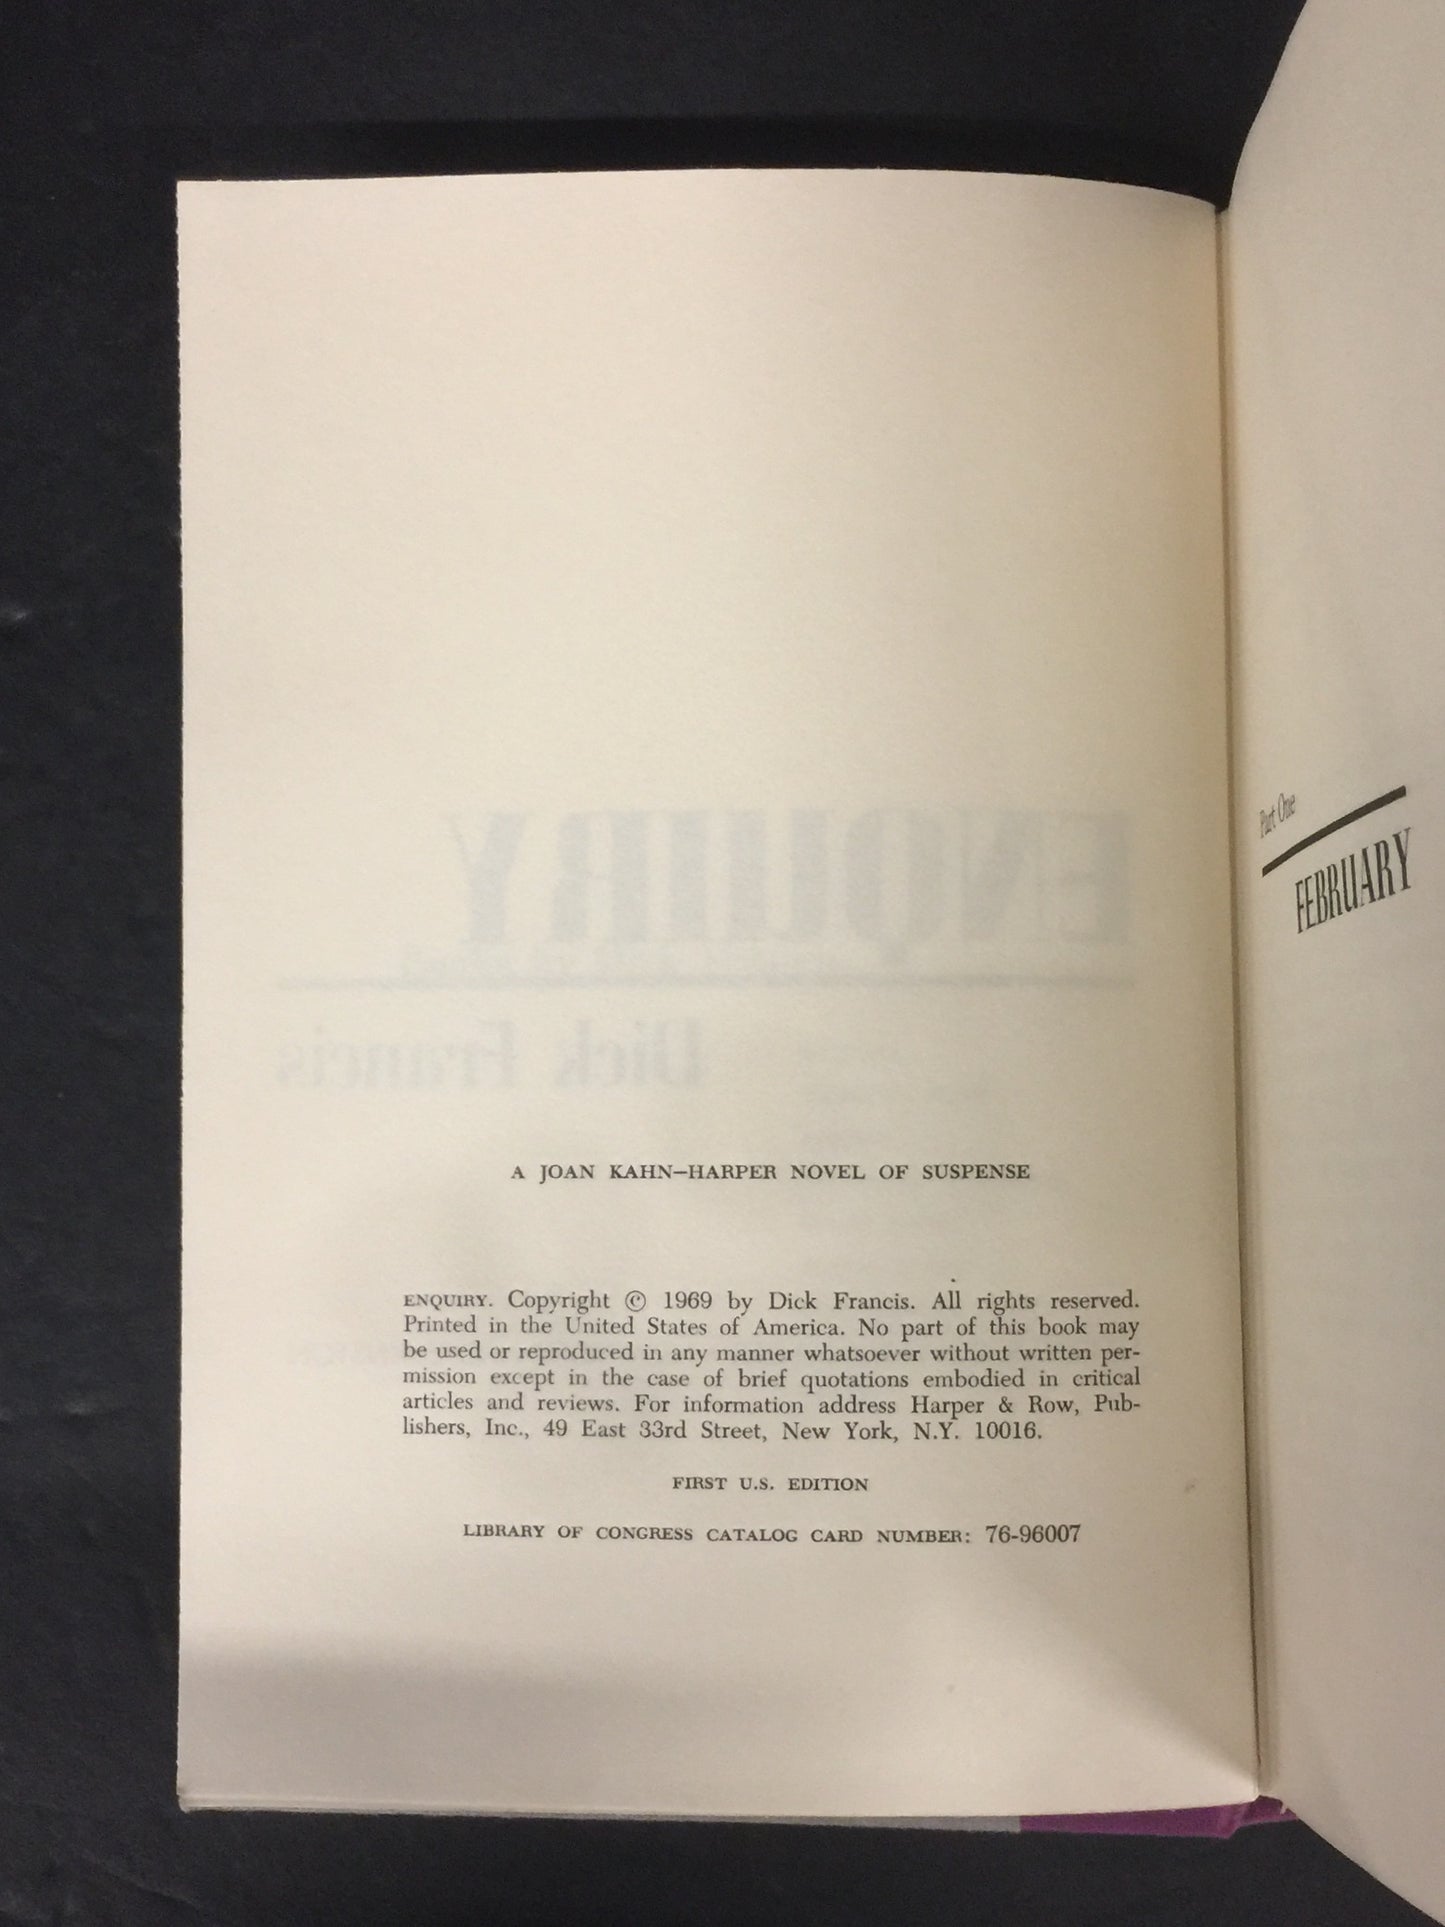 A JOAN KAHN–HARPER NOVEL OF SUSPENSE
ENQUIRY. Copyright © 1969 by Dick Francis. All rights reserved.
Printed in the United States of America. No part of this book may
be used or reproduced in any manner whatsoever without written per-
mission except in the case of brief quotations embodied in critical
articles and reviews. For information address Harper & Row, Pub-
lishers, Inc., 49 East 33rd Street, New York, N.Y. 10016.
FIRST U.S. EDITION
LIBRARY OF CONGRESS CATALOG CARD NUMBER: 76-96007
Part One
FEBRUARY
ENQUIRY
Dick Francis